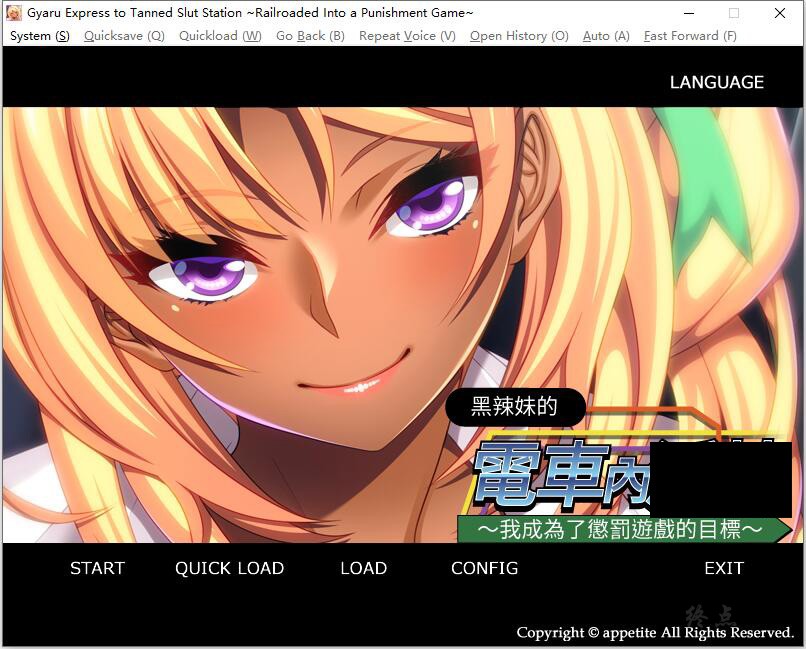 Gyaru Express to Tanned Slut Station ~Railroaded Into a Punishment Game~
System (S) Quicksave (Q) Quickload (W) Go Back (B) Repeat Voice (V) Open History (O) Auto (A) Fast Forward (F)
LANGUAGE
黑辣妹的
電車內
～我成為了懲罰遊戲的目標～
START QUICK LOAD LOAD CONFIG EXIT
终点
Copyright © appetite All Rights Reserved.